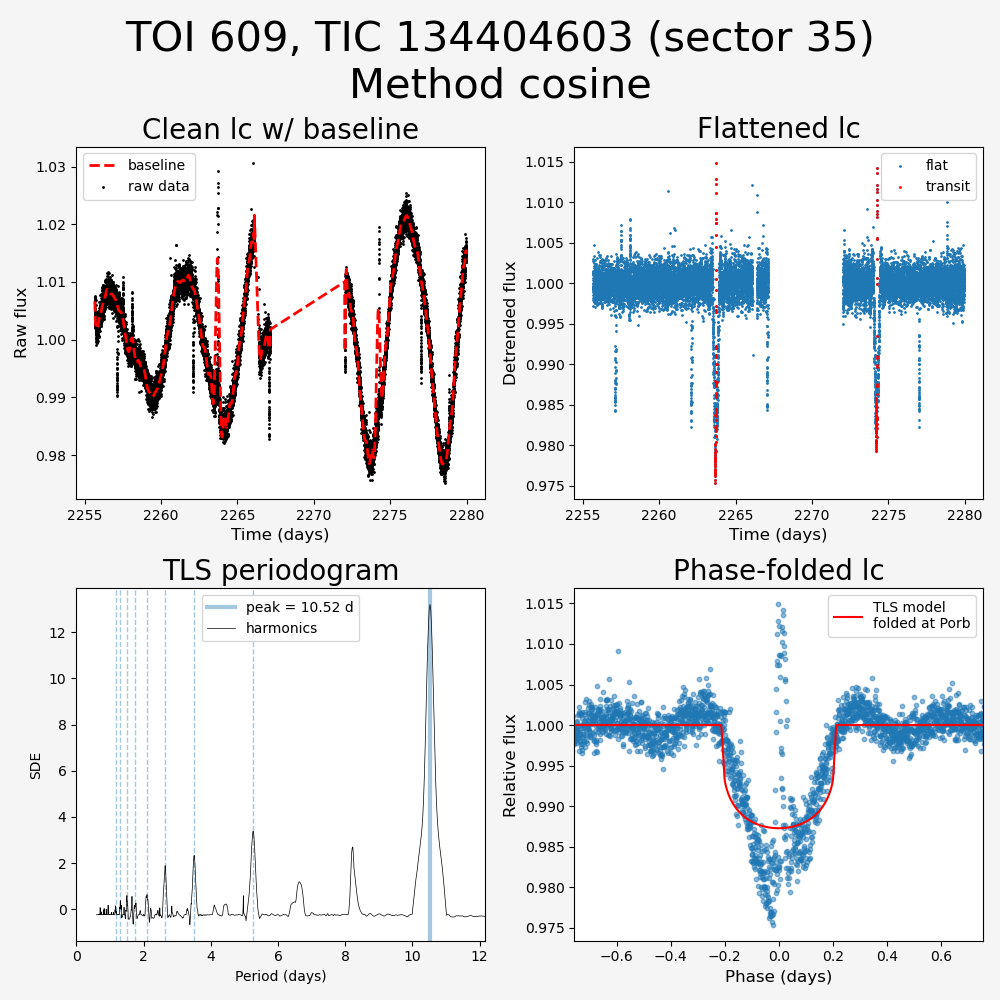 TOI 609, TIC 134404603 (sector 35)
Method cosine
Clean lc w/ baseline
baseline
raw data
1.03
1.02
1.01
1.00
0.99
0.98
Raw flux
2255
2260
2265
2270
2275
2280
Time (days)
Flattened lc
flat
transit
1.015
1.010
1.005
1.000
0.995
0.990
0.985
0.980
0.975
Detrended flux
2255
2260
2265
2270
2275
2280
Time (days)
TLS periodogram
peak = 10.52 d
harmonics
12
10
8
6
4
2
0
SDE
0
2
4
6
8
10
12
Period (days)
Phase-folded lc
TLS model
folded at Porb
1.015
1.010
1.005
1.000
0.995
0.990
0.985
0.980
0.975
Relative flux
−0.6
−0.4
−0.2
0.0
0.2
0.4
0.6
Phase (days)